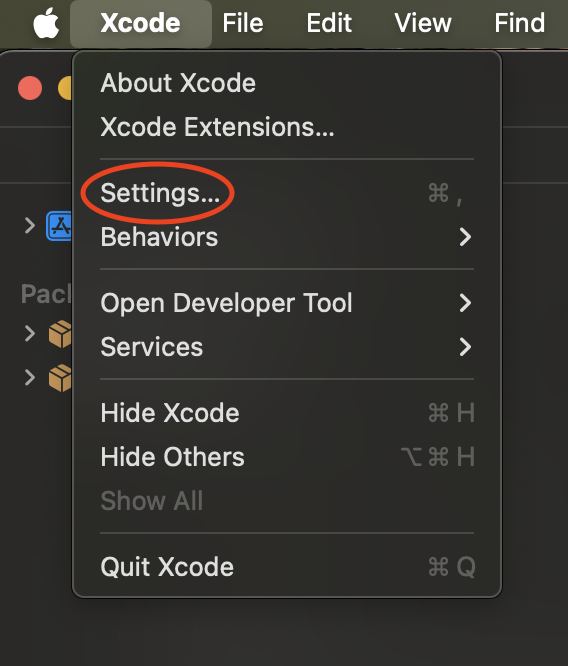 Xcode File Edit View Find
About Xcode
Xcode Extensions...
Settings... ⌘ ,
Behaviors
Pack
Open Developer Tool
Services
Hide Xcode ⌘ H
Hide Others ⌥ ⌘ H
Show All
Quit Xcode ⌘ Q